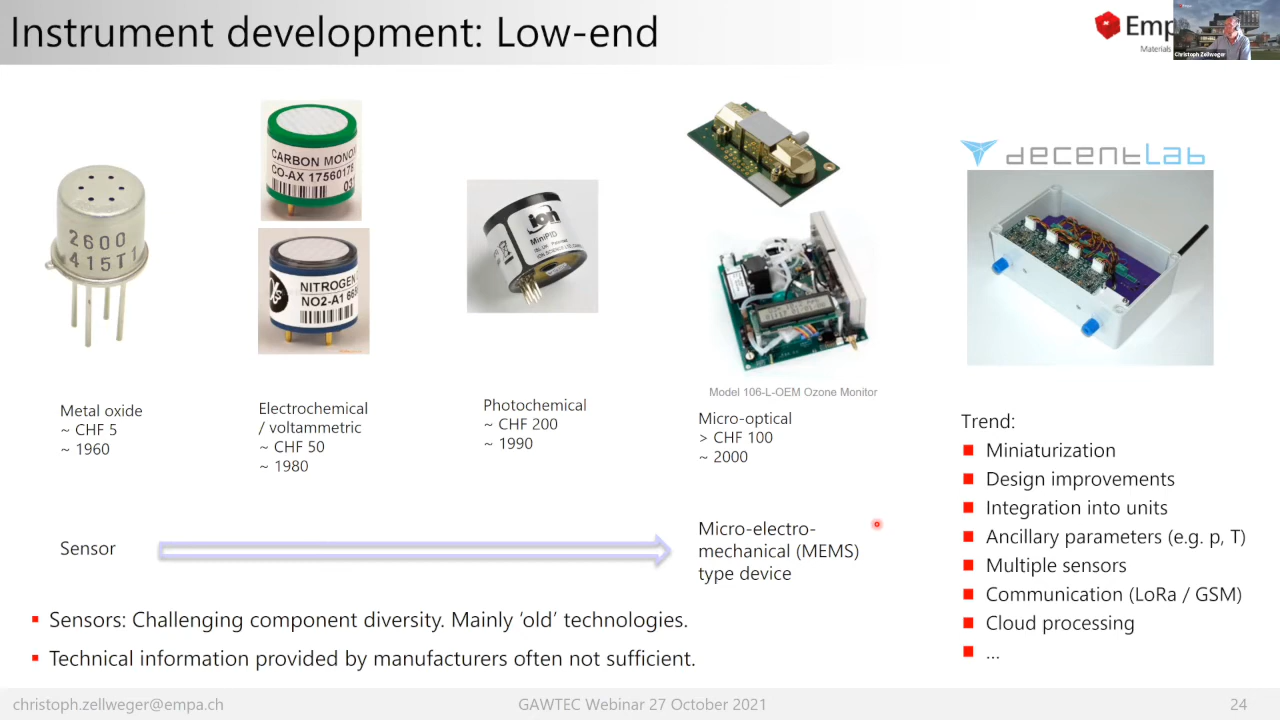 Instrument development: Low-end
Emp
Materials
Christoph Zellweger
2600
415T1
CARBON MONO
CO-AX 17560175
NITROGEN
NO2-A1
ion
MiniPID
decentlab
Model 106-L-OEM Ozone Monitor
Metal oxide
~ CHF 5
~ 1960
Electrochemical
/ voltammetric
~ CHF 50
~ 1980
Photochemical
~ CHF 200
~ 1990
Micro-optical
> CHF 100
~ 2000
Sensor
Micro-electro-
mechanical (MEMS)
type device
Trend:
Miniaturization
Design improvements
Integration into units
Ancillary parameters (e.g. p, T)
Multiple sensors
Communication (LoRa / GSM)
Cloud processing
...
Sensors: Challenging component diversity. Mainly ‘old’ technologies.
Technical information provided by manufacturers often not sufficient.
christoph.zellweger@empa.ch
GAWTEC Webinar 27 October 2021
24